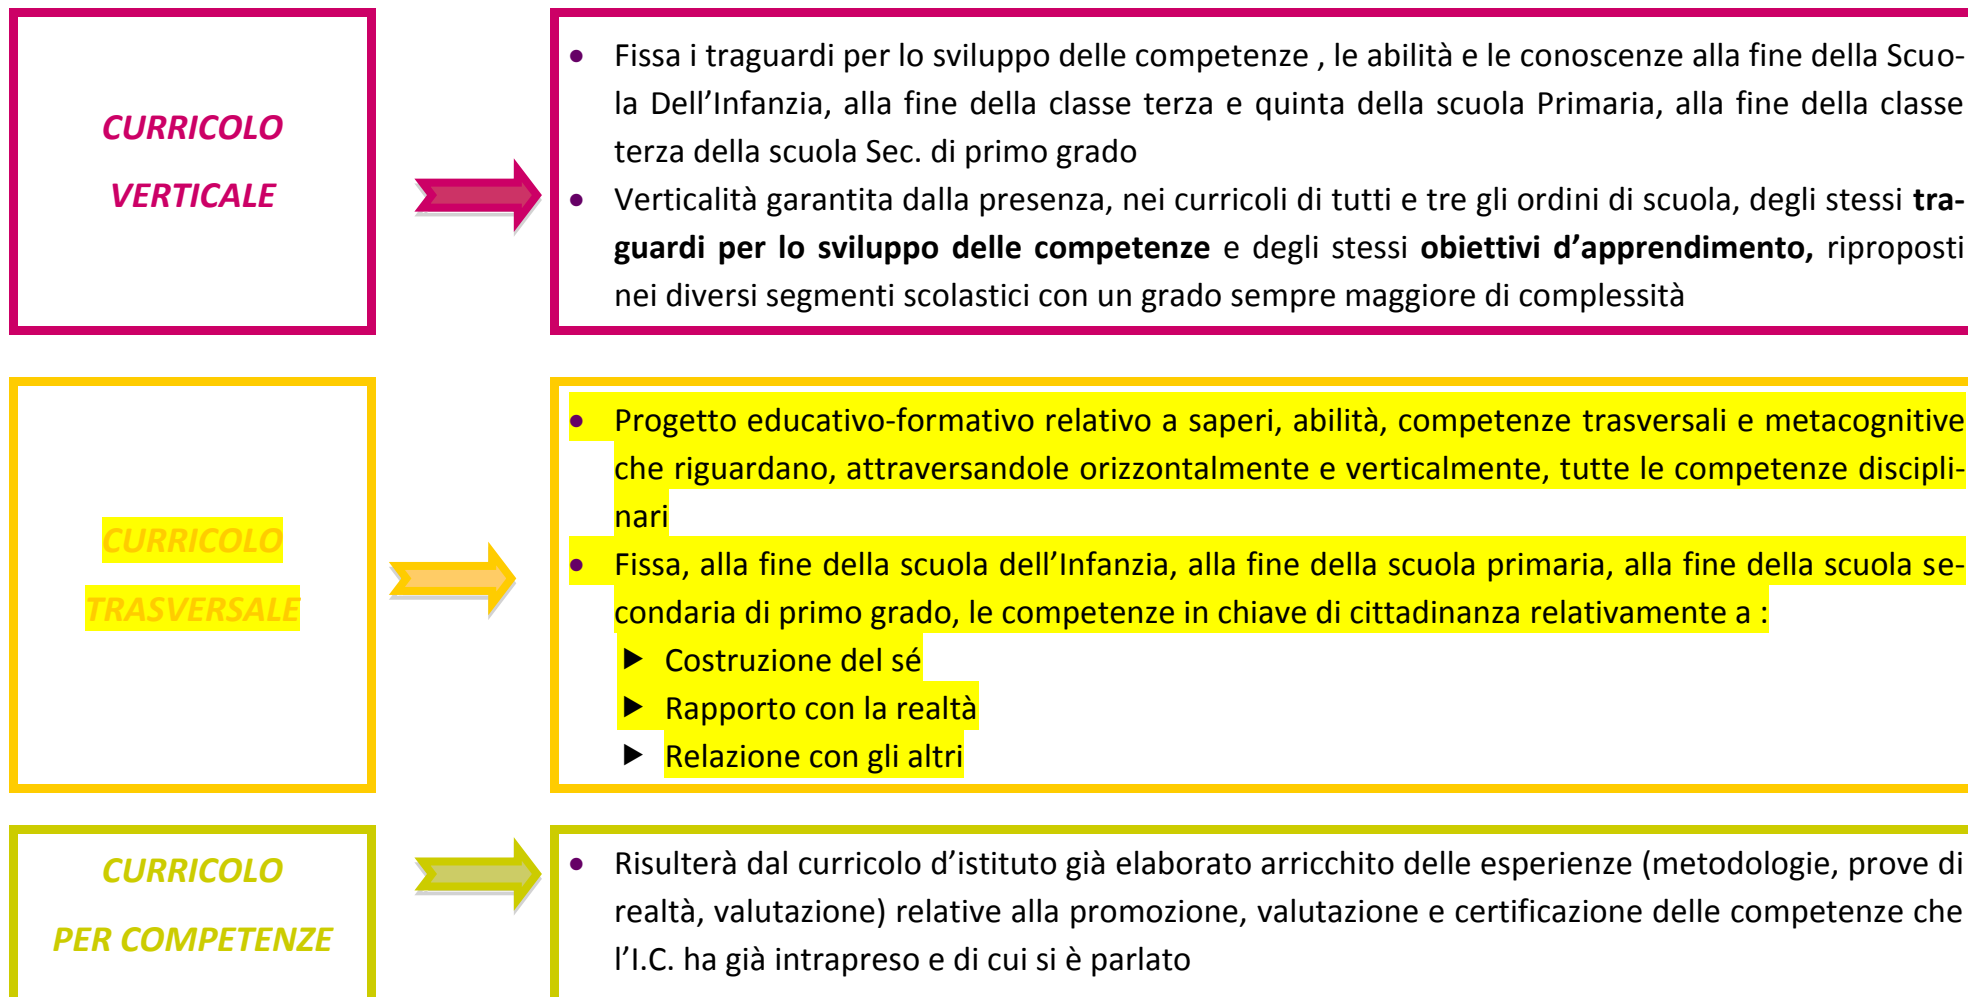 CURRICOLO
VERTICALE
• Fissa i traguardi per lo sviluppo delle competenze , le abilità e le conoscenze alla fine della Scuo-
la Dell’Infanzia, alla fine della classe terza e quinta della scuola Primaria, alla fine della classe
terza della scuola Sec. di primo grado
• Verticalità garantita dalla presenza, nei curricoli di tutti e tre gli ordini di scuola, degli stessi tra-
guardi per lo sviluppo delle competenze e degli stessi obiettivi d’apprendimento, riproposti
nei diversi segmenti scolastici con un grado sempre maggiore di complessità
CURRICOLO
TRASVERSALE
• Progetto educativo-formativo relativo a saperi, abilità, competenze trasversali e metacognitive
che riguardano, attraversandole orizzontalmente e verticalmente, tutte le competenze discipli-
nari
• Fissa, alla fine della scuola dell’Infanzia, alla fine della scuola primaria, alla fine della scuola se-
condaria di primo grado, le competenze in chiave di cittadinanza relativamente a :
► Costruzione del sé
► Rapporto con la realtà
► Relazione con gli altri
CURRICOLO
PER COMPETENZE
• Risulterà dal curricolo d’istituto già elaborato arricchito delle esperienze (metodologie, prove di
realtà, valutazione) relative alla promozione, valutazione e certificazione delle competenze che
l’I.C. ha già intrapreso e di cui si è parlato